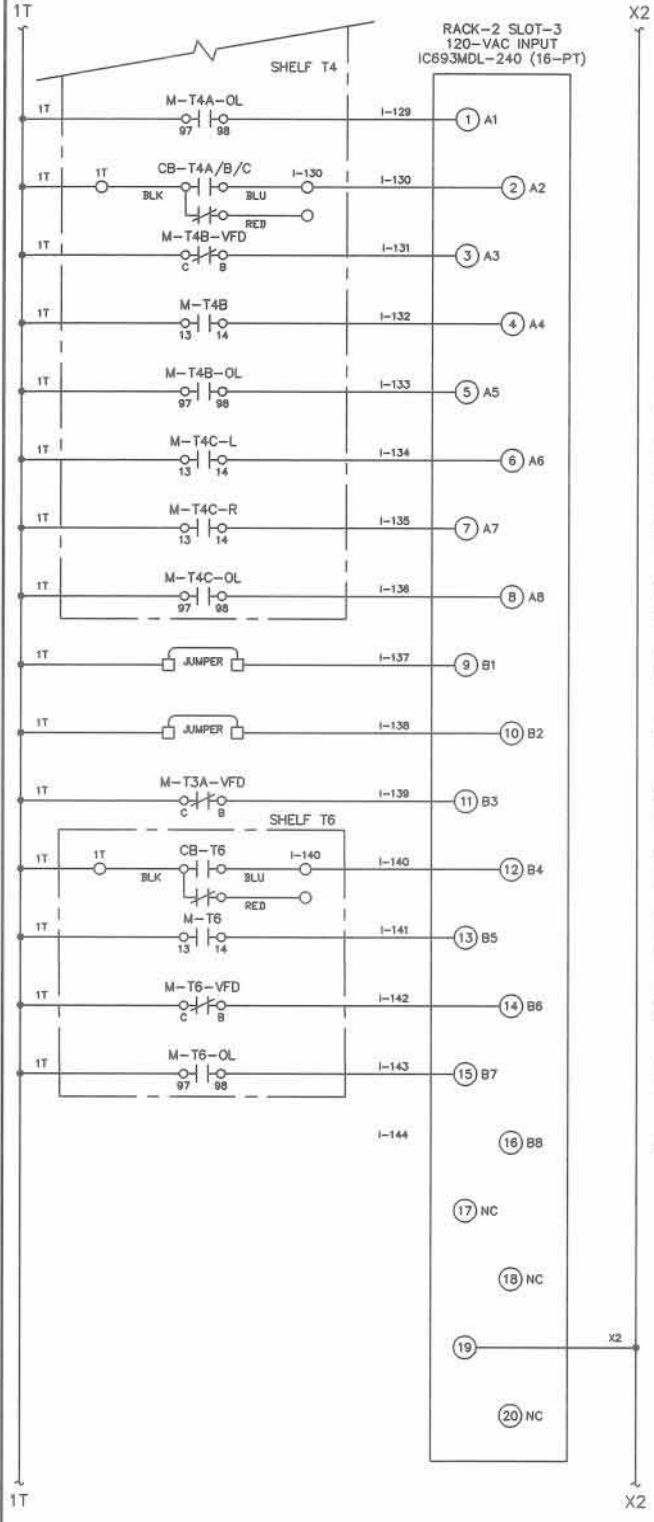 1T
X2
RACK-2 SLOT-3
120-VAC INPUT
IC693MDL-240 (16-PT)
SHELF T4
1T
M-T4A-OL
97 98
I-129
1 A1
1T
1T
CB-T4A/B/C
I-130
I-130
2 A2
BLK
BLU
RED
M-T4B-VFD
1T
C B
I-131
3 A3
1T
M-T4B
13 14
I-132
4 A4
1T
M-T4B-OL
97 98
I-133
5 A5
1T
M-T4C-L
13 14
I-134
6 A6
1T
M-T4C-R
13 14
I-135
7 A7
1T
M-T4C-OL
97 98
I-136
8 A8
1T
JUMPER
I-137
9 B1
1T
JUMPER
I-138
10 B2
1T
M-T3A-VFD
C B
I-139
11 B3
SHELF T6
1T
1T
CB-T6
I-140
I-140
12 B4
BLK
BLU
RED
1T
M-T6
13 14
I-141
13 B5
1T
M-T6-VFD
C B
I-142
14 B6
1T
M-T6-OL
97 98
I-143
15 B7
I-144
16 B8
17 NC
18 NC
19
X2
20 NC
1T
X2